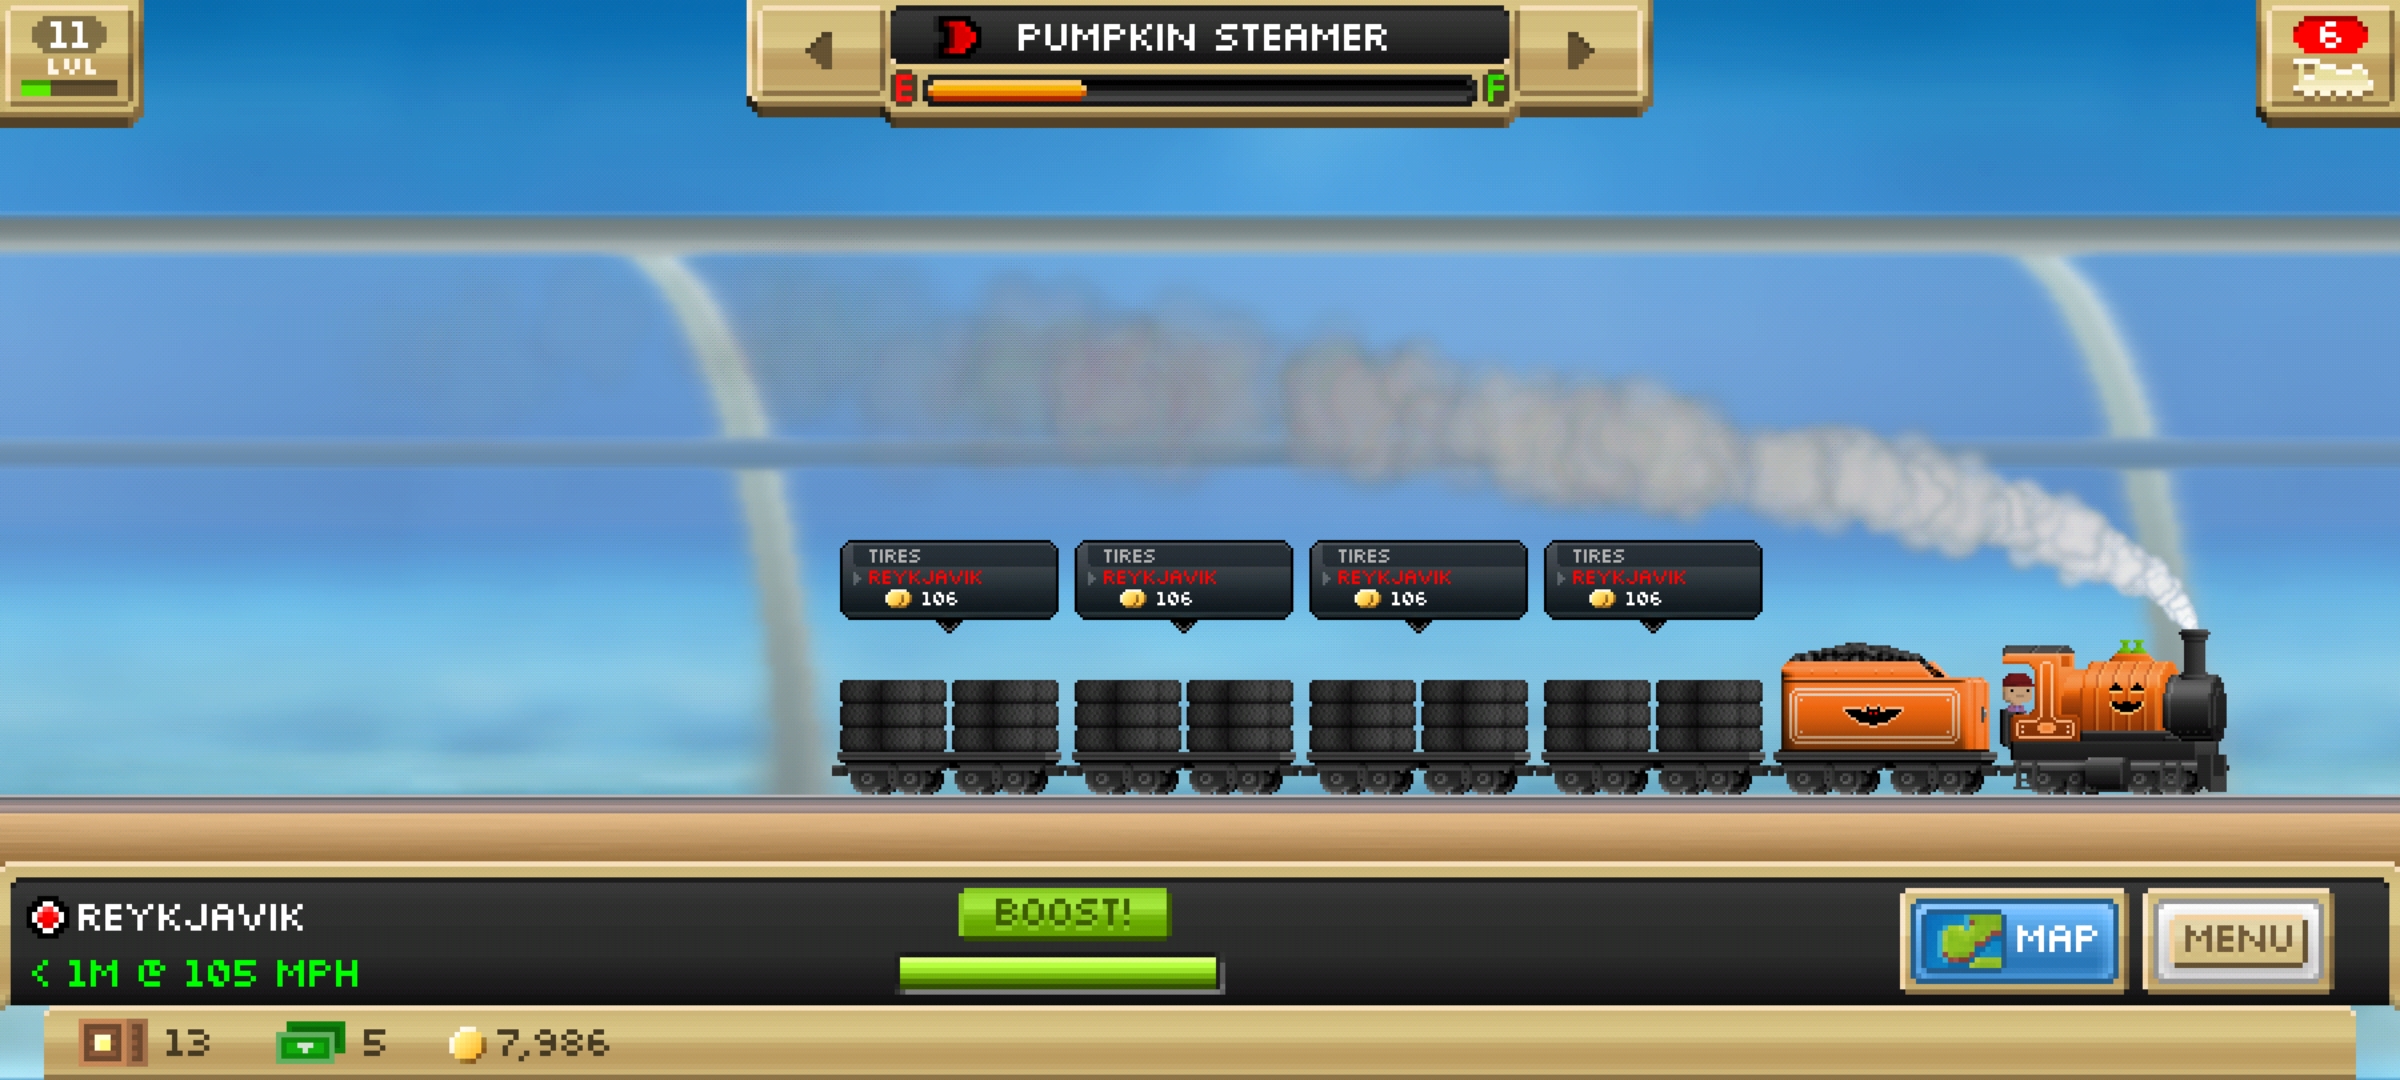 11
LVL
PUMPKIN STEAMER
E
F
6
TIRES
REYKJAVIK
106
TIRES
REYKJAVIK
106
TIRES
REYKJAVIK
106
TIRES
REYKJAVIK
106
REYKJAVIK
< 1M @ 105 MPH
BOOST!
MAP
MENU
13
5
7,986